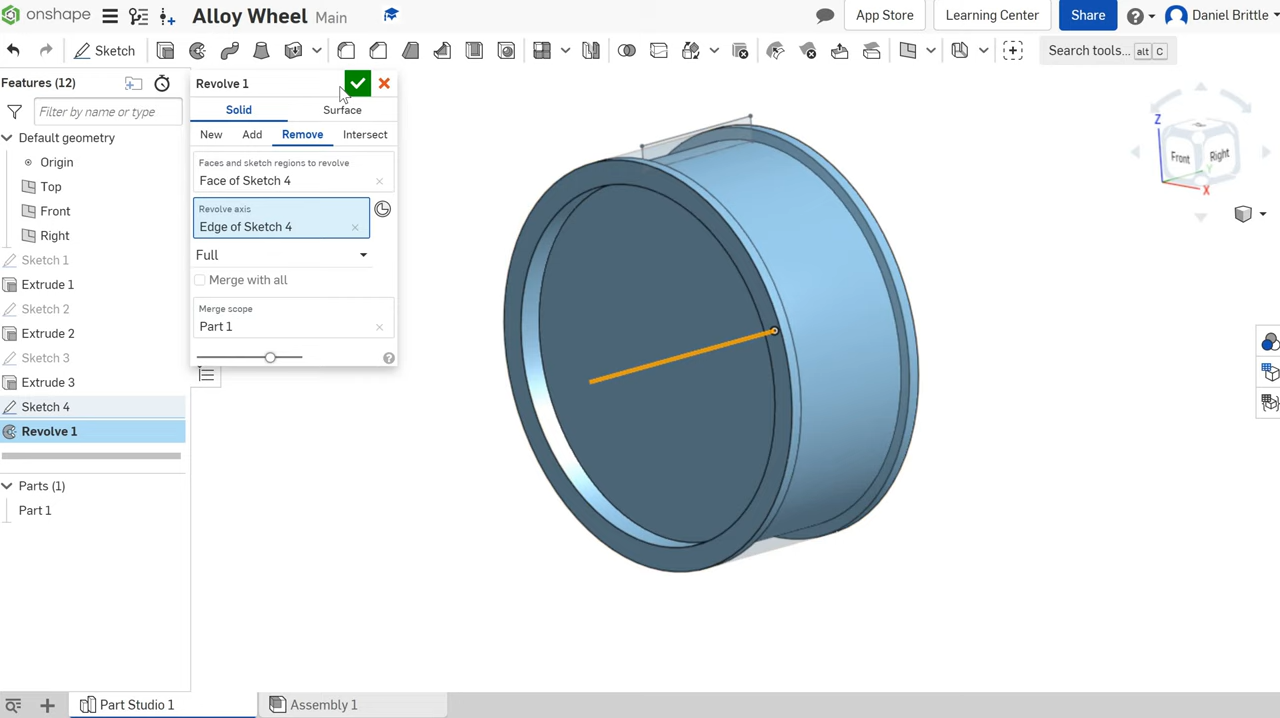 onshape Alloy Wheel Main App Store Learning Center Share Daniel Brittle
Sketch Search tools... alt C
Features (12)
Filter by name or type
Default geometry
Origin
Top
Front
Right
Sketch 1
Extrude 1
Sketch 2
Extrude 2
Sketch 3
Extrude 3
Sketch 4
Revolve 1
Parts (1)
Part 1
Revolve 1
Solid Surface
New Add Remove Intersect
Faces and sketch regions to revolve
Face of Sketch 4
Revolve axis
Edge of Sketch 4
Full
Merge with all
Merge scope
Part 1
Z
Front Right
Y
X
Part Studio 1 Assembly 1